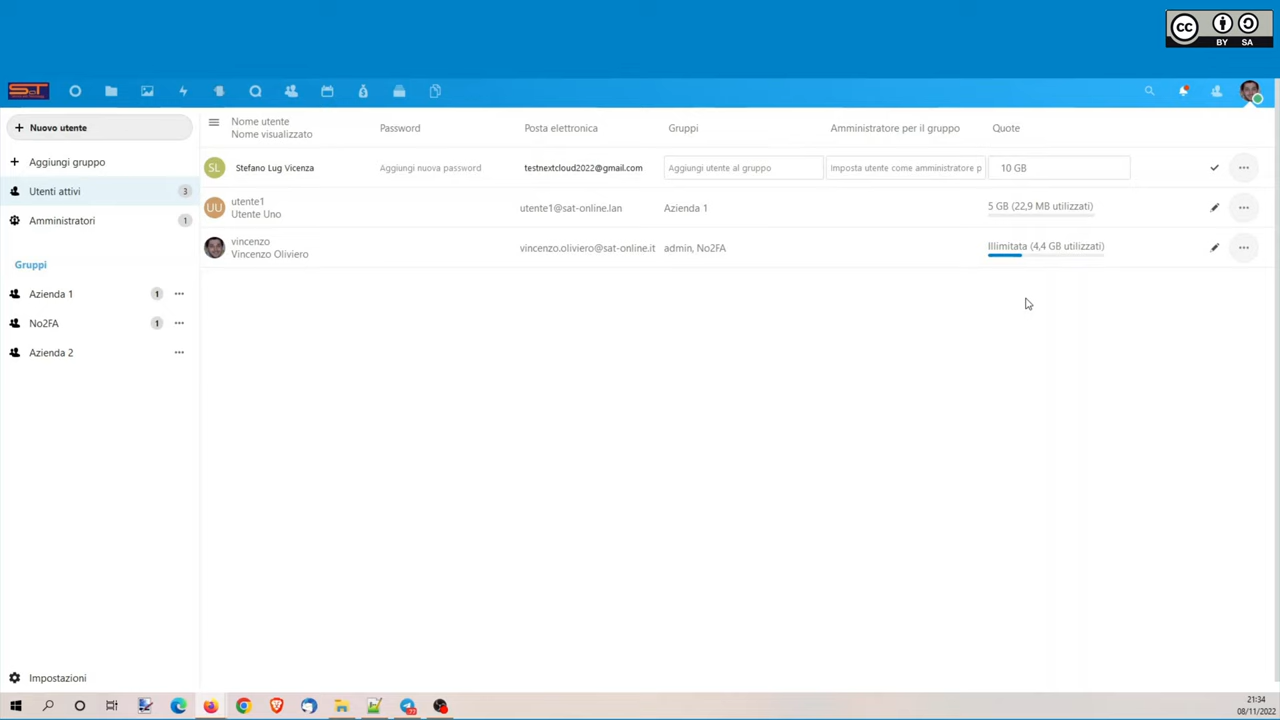 CC BY SA
SaT
Nuovo utente
Nome utente
Nome visualizzato
Password
Posta elettronica
Gruppi
Amministratore per il gruppo
Quote
Aggiungi gruppo
SL
Stefano Lug Vicenza
Aggiungi nuova password
testnextcloud2022@gmail.com
Aggiungi utente al gruppo
Imposta utente come amministratore p
10 GB
Utenti attivi
3
UU
utente1
Utente Uno
utente1@sat-online.lan
Azienda 1
5 GB (22,9 MB utilizzati)
Amministratori
1
vincenzo
Vincenzo Oliviero
vincenzo.oliviero@sat-online.it
admin, No2FA
Illimitata (4,4 GB utilizzati)
Gruppi
Azienda 1
1
No2FA
1
Azienda 2
Impostazioni
21:34
08/11/2022